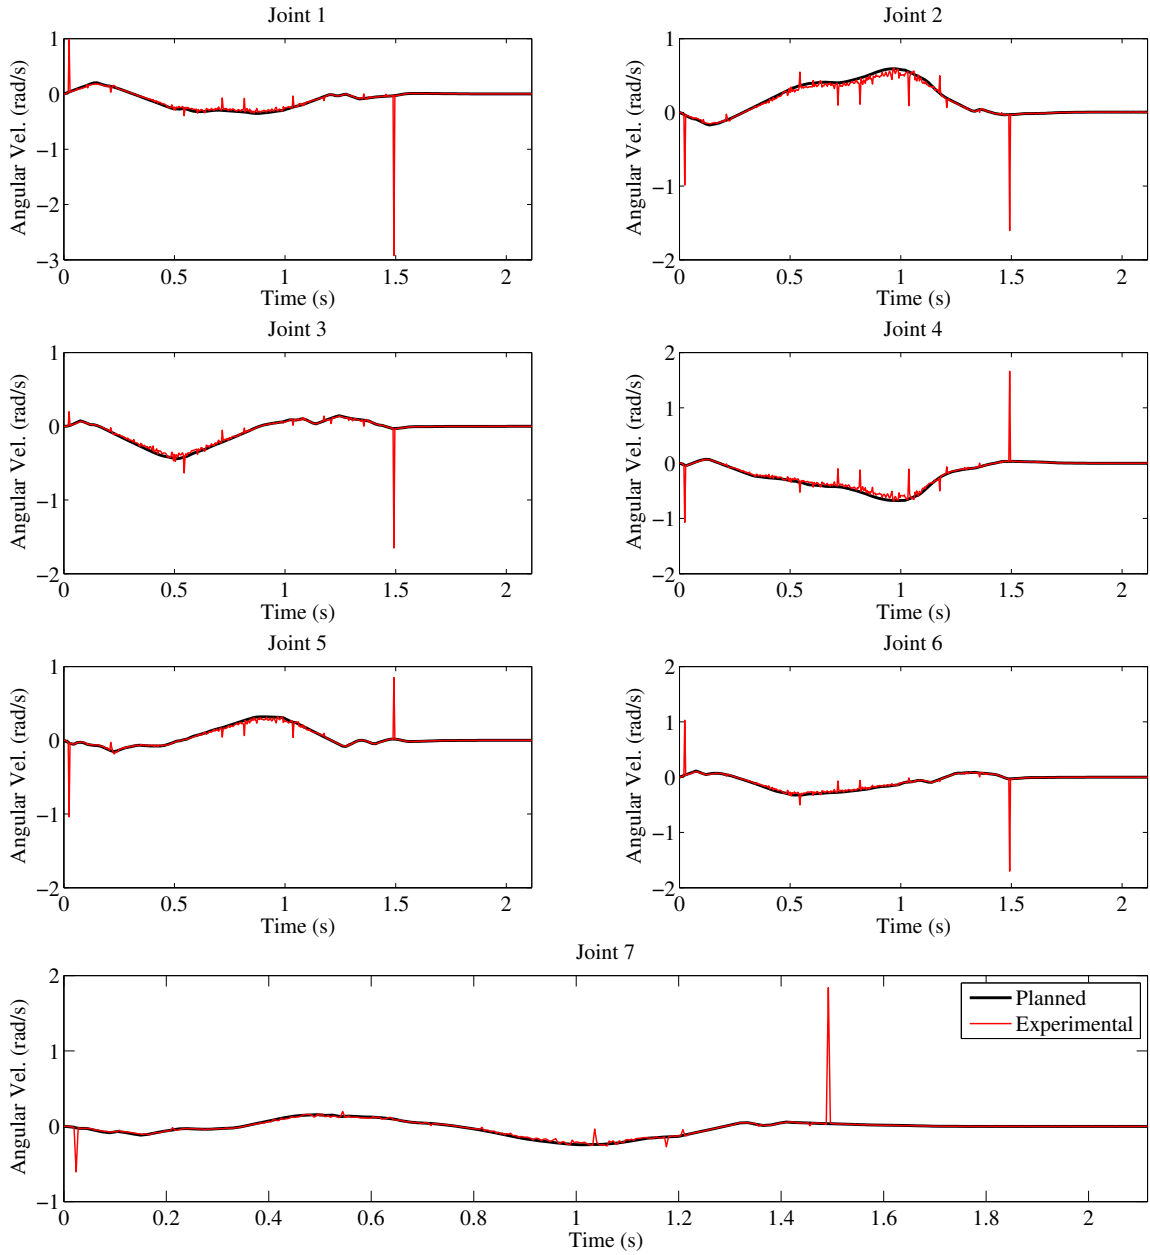 Joint 1
Angular Vel. (rad/s)
1
0
−1
−2
−3
0 0.5 1 1.5 2
Time (s)
Joint 2
Angular Vel. (rad/s)
1
0
−1
−2
0 0.5 1 1.5 2
Time (s)
Joint 3
Angular Vel. (rad/s)
1
0
−1
−2
0 0.5 1 1.5 2
Time (s)
Joint 4
Angular Vel. (rad/s)
2
1
0
−1
−2
0 0.5 1 1.5 2
Time (s)
Joint 5
Angular Vel. (rad/s)
1
0
−1
−2
0 0.5 1 1.5 2
Time (s)
Joint 6
Angular Vel. (rad/s)
2
1
0
−1
−2
0 0.5 1 1.5 2
Time (s)
Joint 7
Angular Vel. (rad/s)
2
1
0
−1
Planned
Experimental
0 0.2 0.4 0.6 0.8 1 1.2 1.4 1.6 1.8 2
Time (s)